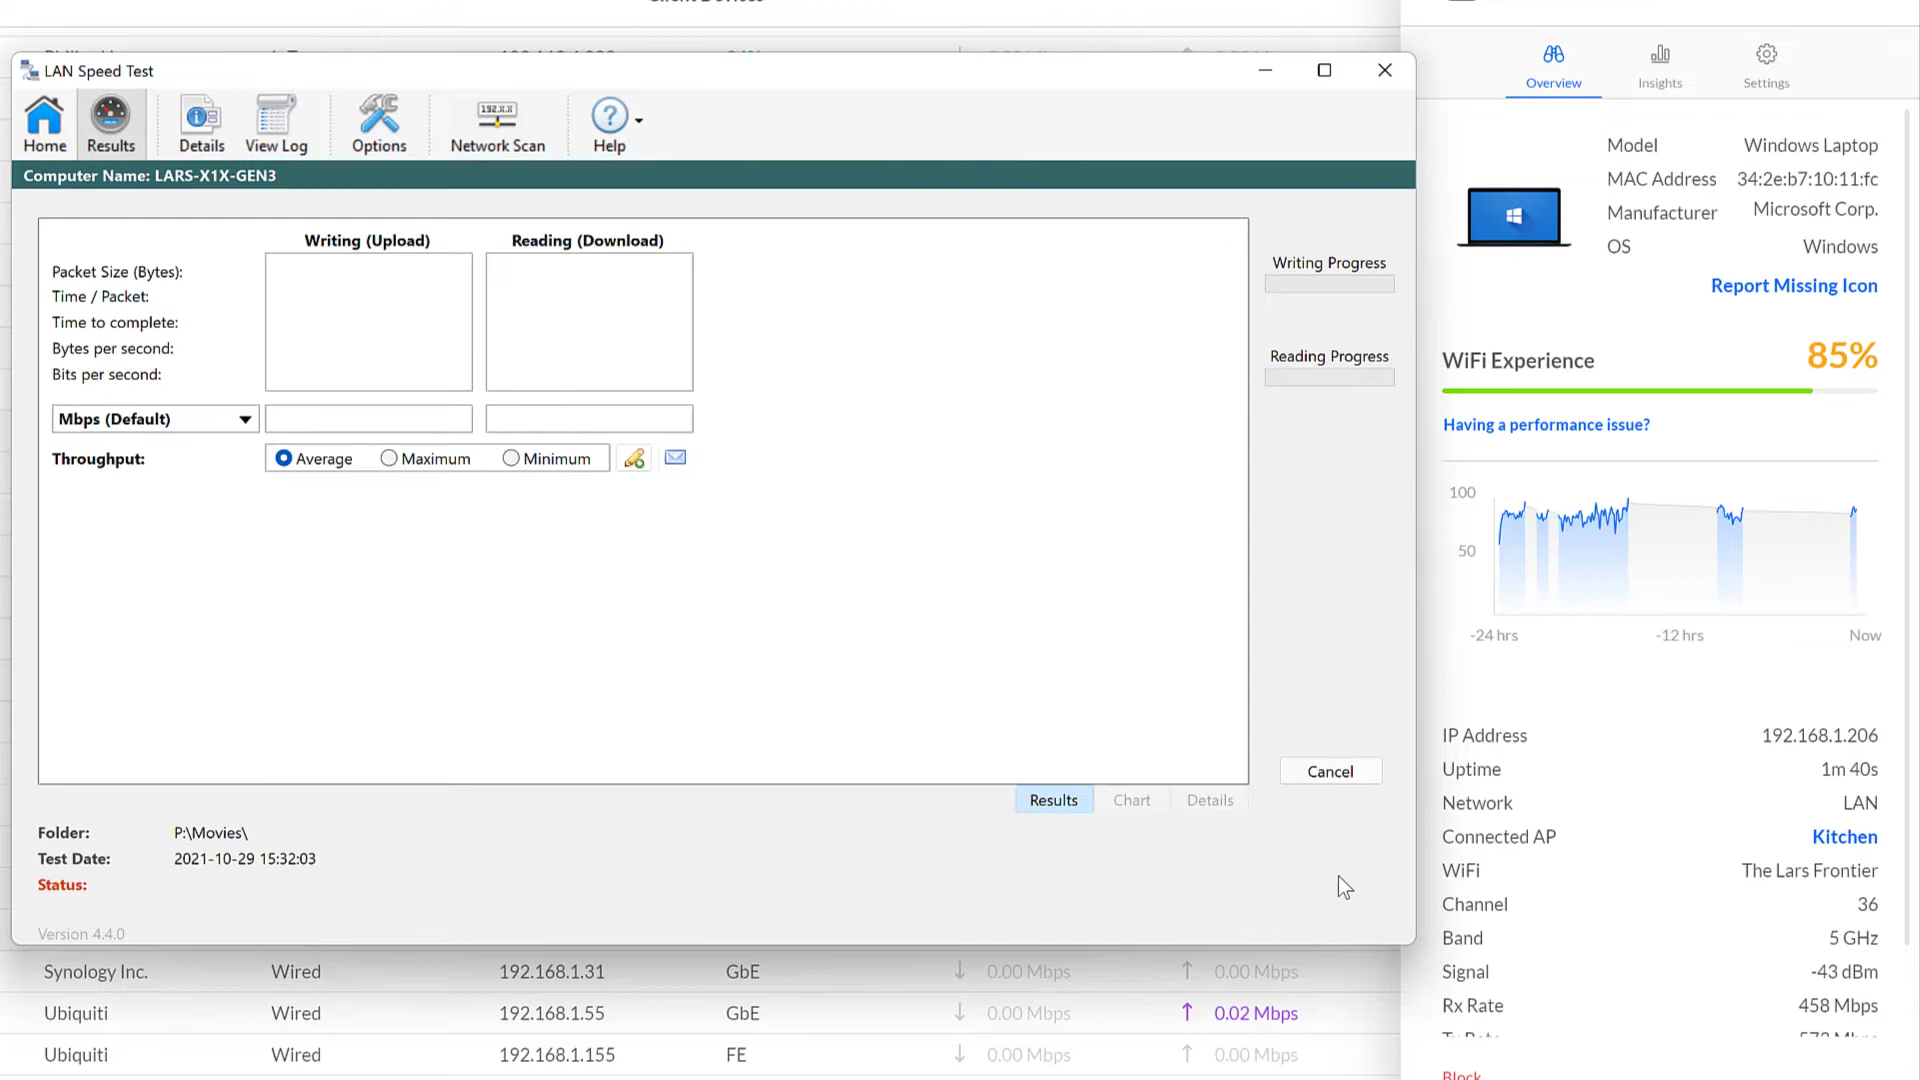 LAN Speed Test
Home
Results
Details
View Log
Options
192.X.X
Network Scan
Help
Computer Name: LARS-X1X-GEN3
Writing (Upload)
Reading (Download)
Packet Size (Bytes):
Time / Packet:
Time to complete:
Bytes per second:
Bits per second:
Mbps (Default)
Throughput:
Average
Maximum
Minimum
Writing Progress
Reading Progress
Cancel
Results
Chart
Details
Folder: P:\Movies\
Test Date: 2021-10-29 15:32:03
Status:
Version 4.4.0
Synology Inc. Wired 192.168.1.31 GbE 0.00 Mbps 0.00 Mbps
Ubiquiti Wired 192.168.1.55 GbE 0.00 Mbps 0.02 Mbps
Ubiquiti Wired 192.168.1.155 FE 0.00 Mbps 0.00 Mbps
Overview
Insights
Settings
Model Windows Laptop
MAC Address 34:2e:b7:10:11:fc
Manufacturer Microsoft Corp.
OS Windows
Report Missing Icon
WiFi Experience 85%
Having a performance issue?
100
50
-24 hrs
-12 hrs
Now
IP Address 192.168.1.206
Uptime 1m 40s
Network LAN
Connected AP Kitchen
WiFi The Lars Frontier
Channel 36
Band 5 GHz
Signal -43 dBm
Rx Rate 458 Mbps
Block